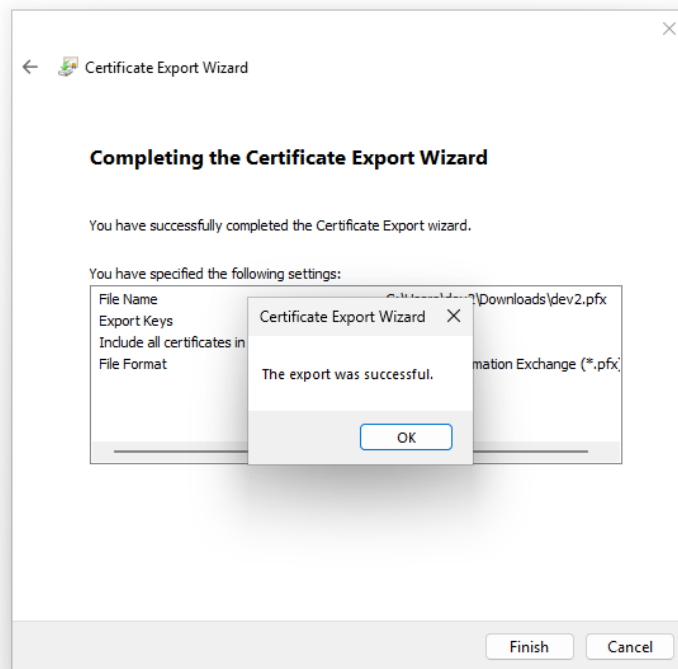 Certificate Export Wizard
Completing the Certificate Export Wizard
You have successfully completed the Certificate Export wizard.
You have specified the following settings:
File Name \Downloads\dev2.pfx
Export Keys
Include all certificates in
File Format mation Exchange (*.pfx)
Certificate Export Wizard
The export was successful.
OK
Finish Cancel